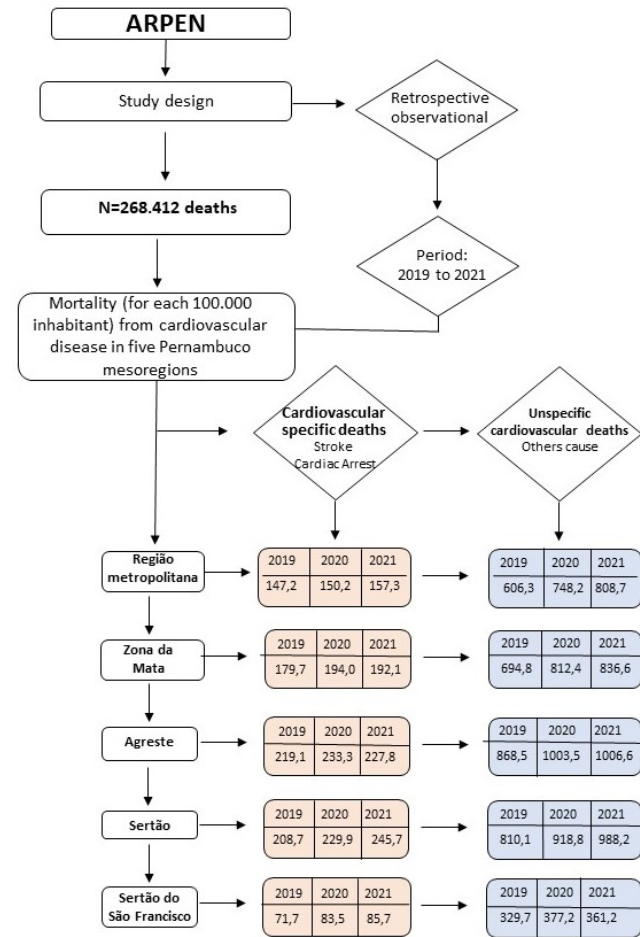 ARPEN
Study design
Retrospective
observational
N=268.412 deaths
Period:
2019 to 2021
Mortality (for each 100.000
inhabitant) from cardiovascular
disease in five Pernambuco
mesoregions
Cardiovascular
specific deaths
Stroke
Cardiac Arrest
Unspecific
cardiovascular deaths
Others cause
Região
metropolitana
2019 2020 2021
147,2 150,2 157,3
2019 2020 2021
606,3 748,2 808,7
Zona da
Mata
2019 2020 2021
179,7 194,0 192,1
2019 2020 2021
694,8 812,4 836,6
Agreste
2019 2020 2021
219,1 233,3 227,8
2019 2020 2021
868,5 1003,5 1006,6
Sertão
2019 2020 2021
208,7 229,9 245,7
2019 2020 2021
810,1 918,8 988,2
Sertão do
São Francisco
2019 2020 2021
71,7 83,5 85,7
2019 2020 2021
329,7 377,2 361,2